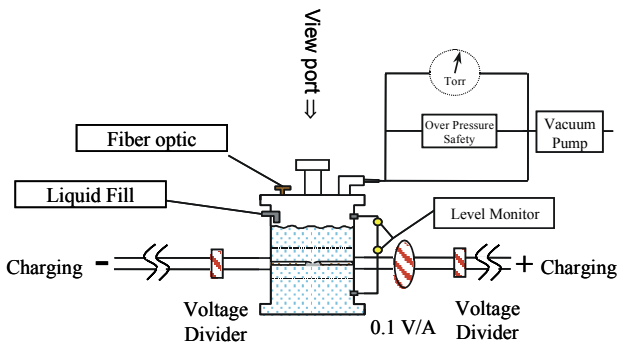 View port ⇒
Torr
Over Pressure
Safety
Vacuum
Pump
Fiber optic
Liquid Fill
Level Monitor
Charging -
+ Charging
Voltage
Divider
0.1 V/A
Voltage
Divider